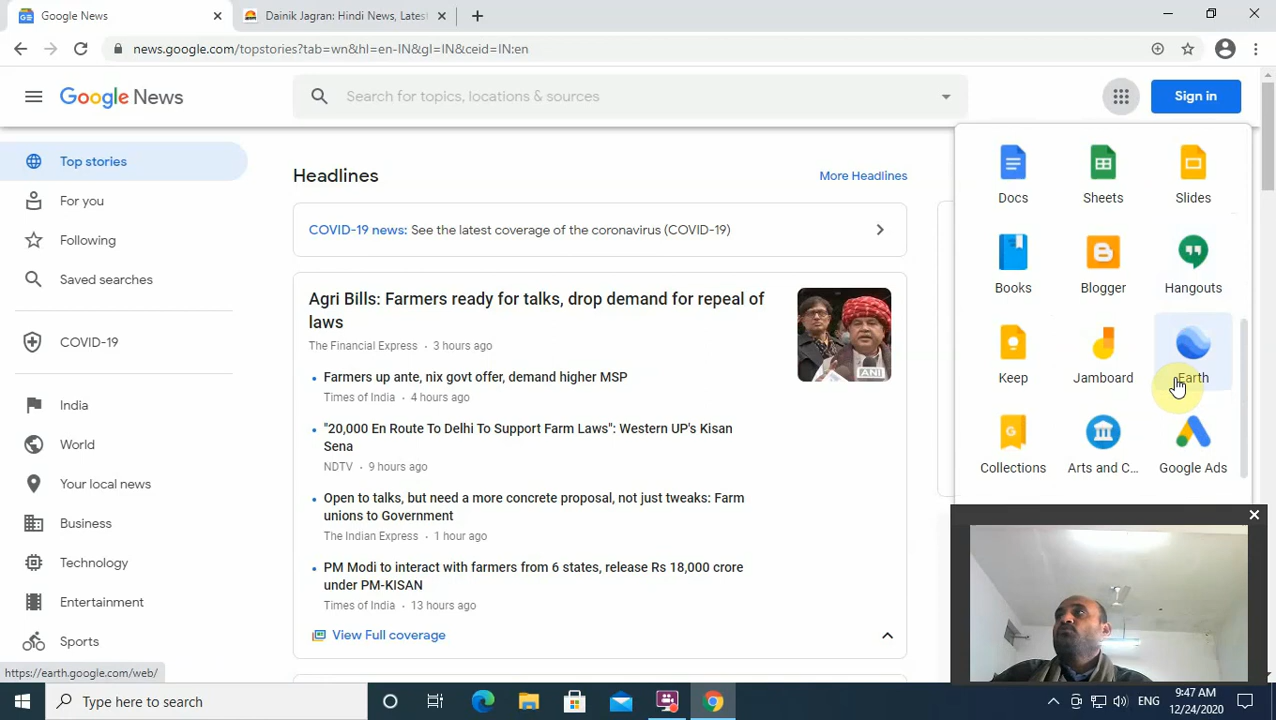 Google News
Dainik Jagran: Hindi News, Latest
news.google.com/topstories?tab=wn&hl=en-IN&gl=IN&ceid=IN:en
Google News
Search for topics, locations & sources
Sign in
Top stories
For you
Following
Saved searches
COVID-19
India
World
Your local news
Business
Technology
Entertainment
Sports
https://earth.google.com/web/
Headlines
More Headlines
COVID-19 news: See the latest coverage of the coronavirus (COVID-19)
Agri Bills: Farmers ready for talks, drop demand for repeal of
laws
The Financial Express • 3 hours ago
ANI
• Farmers up ante, nix govt offer, demand higher MSP
Times of India • 4 hours ago
• "20,000 En Route To Delhi To Support Farm Laws": Western UP's Kisan
Sena
NDTV • 9 hours ago
• Open to talks, but need a more concrete proposal, not just tweaks: Farm
unions to Government
The Indian Express • 1 hour ago
• PM Modi to interact with farmers from 6 states, release Rs 18,000 crore
under PM-KISAN
Times of India • 13 hours ago
View Full coverage
Docs Sheets Slides
Books Blogger Hangouts
Keep Jamboard Earth
Collections Arts and C... Google Ads
Type here to search
ENG
9:47 AM
12/24/2020